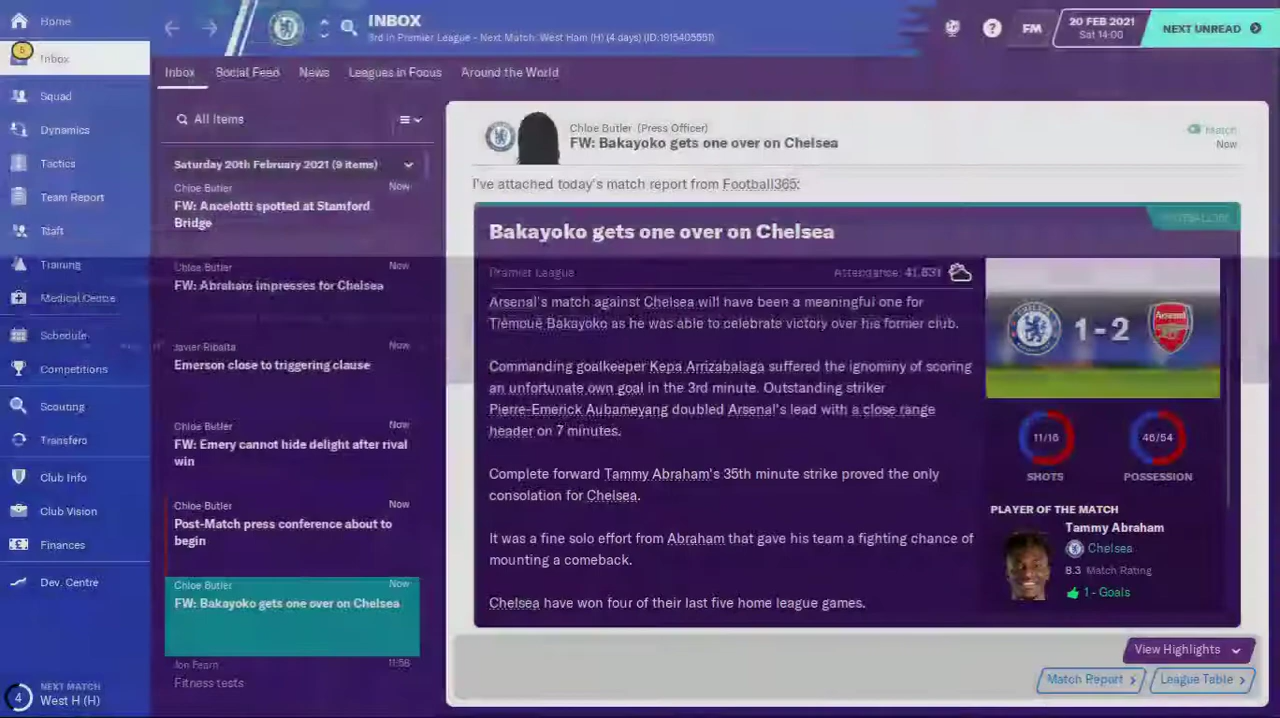 Home
INBOX
3rd in Premier League - Next Match: West Ham (H) (4 days) (ID:1915405551)
FM
20 FEB 2021
Sat 14:00
NEXT UNREAD
5
Inbox
Inbox
Social Feed
News
Leagues in Focus
Around the World
Squad
Dynamics
Tactics
Team Report
Staff
Training
Medical Centre
Schedule
Competitions
Scouting
Transfers
Club Info
Club Vision
Finances
Dev. Centre
4
NEXT MATCH
West H (H)
All Items
Saturday 20th February 2021 (9 items)
Chloe Butler
Now
FW: Ancelotti spotted at Stamford
Bridge
Chloe Butler
Now
FW: Abraham impresses for Chelsea
Javier Ribalta
Now
Emerson close to triggering clause
Chloe Butler
Now
FW: Emery cannot hide delight after rival
win
Chloe Butler
Now
Post-Match press conference about to
begin
Chloe Butler
Now
FW: Bakayoko gets one over on Chelsea
Jon Fearn
11:56
Fitness tests
Chloe Butler (Press Officer)
FW: Bakayoko gets one over on Chelsea
Match
Now
I've attached today's match report from Football365:
Bakayoko gets one over on Chelsea
Premier League
Attendance: 41,631
Arsenal's match against Chelsea will have been a meaningful one for
Tiémoué Bakayoko as he was able to celebrate victory over his former club.
Commanding goalkeeper Kepa Arrizabalaga suffered the ignominy of scoring
an unfortunate own goal in the 3rd minute. Outstanding striker
Pierre-Emerick Aubameyang doubled Arsenal's lead with a close range
header on 7 minutes.
Complete forward Tammy Abraham's 35th minute strike proved the only
consolation for Chelsea.
It was a fine solo effort from Abraham that gave his team a fighting chance of
mounting a comeback.
Chelsea have won four of their last five home league games.
1 - 2
Arsenal
11/16
SHOTS
46/54
POSSESSION
PLAYER OF THE MATCH
Tammy Abraham
Chelsea
8.3 Match Rating
1 - Goals
View Highlights
Match Report
League Table